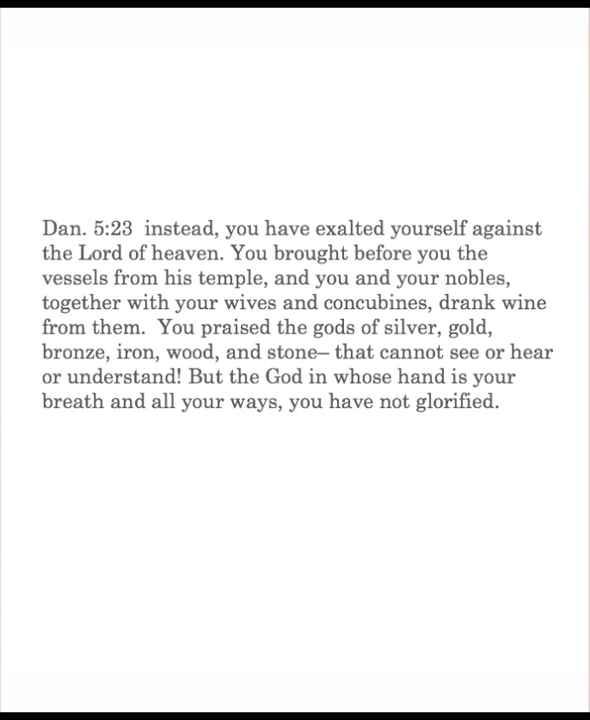 Dan. 5:23  instead, you have exalted yourself against
the Lord of heaven. You brought before you the
vessels from his temple, and you and your nobles,
together with your wives and concubines, drank wine
from them.  You praised the gods of silver, gold,
bronze, iron, wood, and stone– that cannot see or hear
or understand! But the God in whose hand is your
breath and all your ways, you have not glorified.